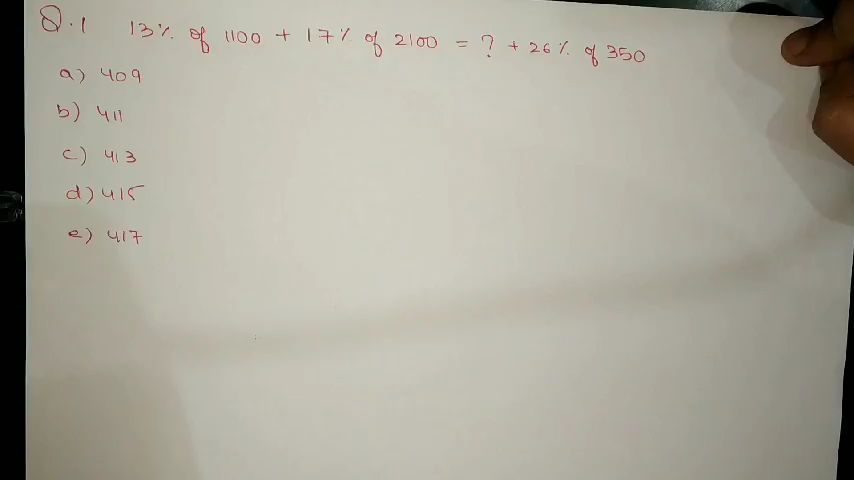 Q.1 13% of 1100 + 17% of 2100 = ? + 26% of 350
a) 409
b) 411
c) 413
d) 415
e) 417